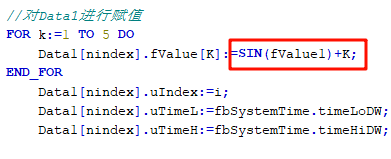 //对Data1进行赋值
FOR k:=1 TO 5 DO
    Data1[nindex].fValue[K]:=SIN(fValue1)+K;
END_FOR
    Data1[nindex].uIndex:=i;
    Data1[nindex].uTimeL:=fbSystemTime.timeLoDW;
    Data1[nindex].uTimeH:=fbSystemTime.timeHiDW;